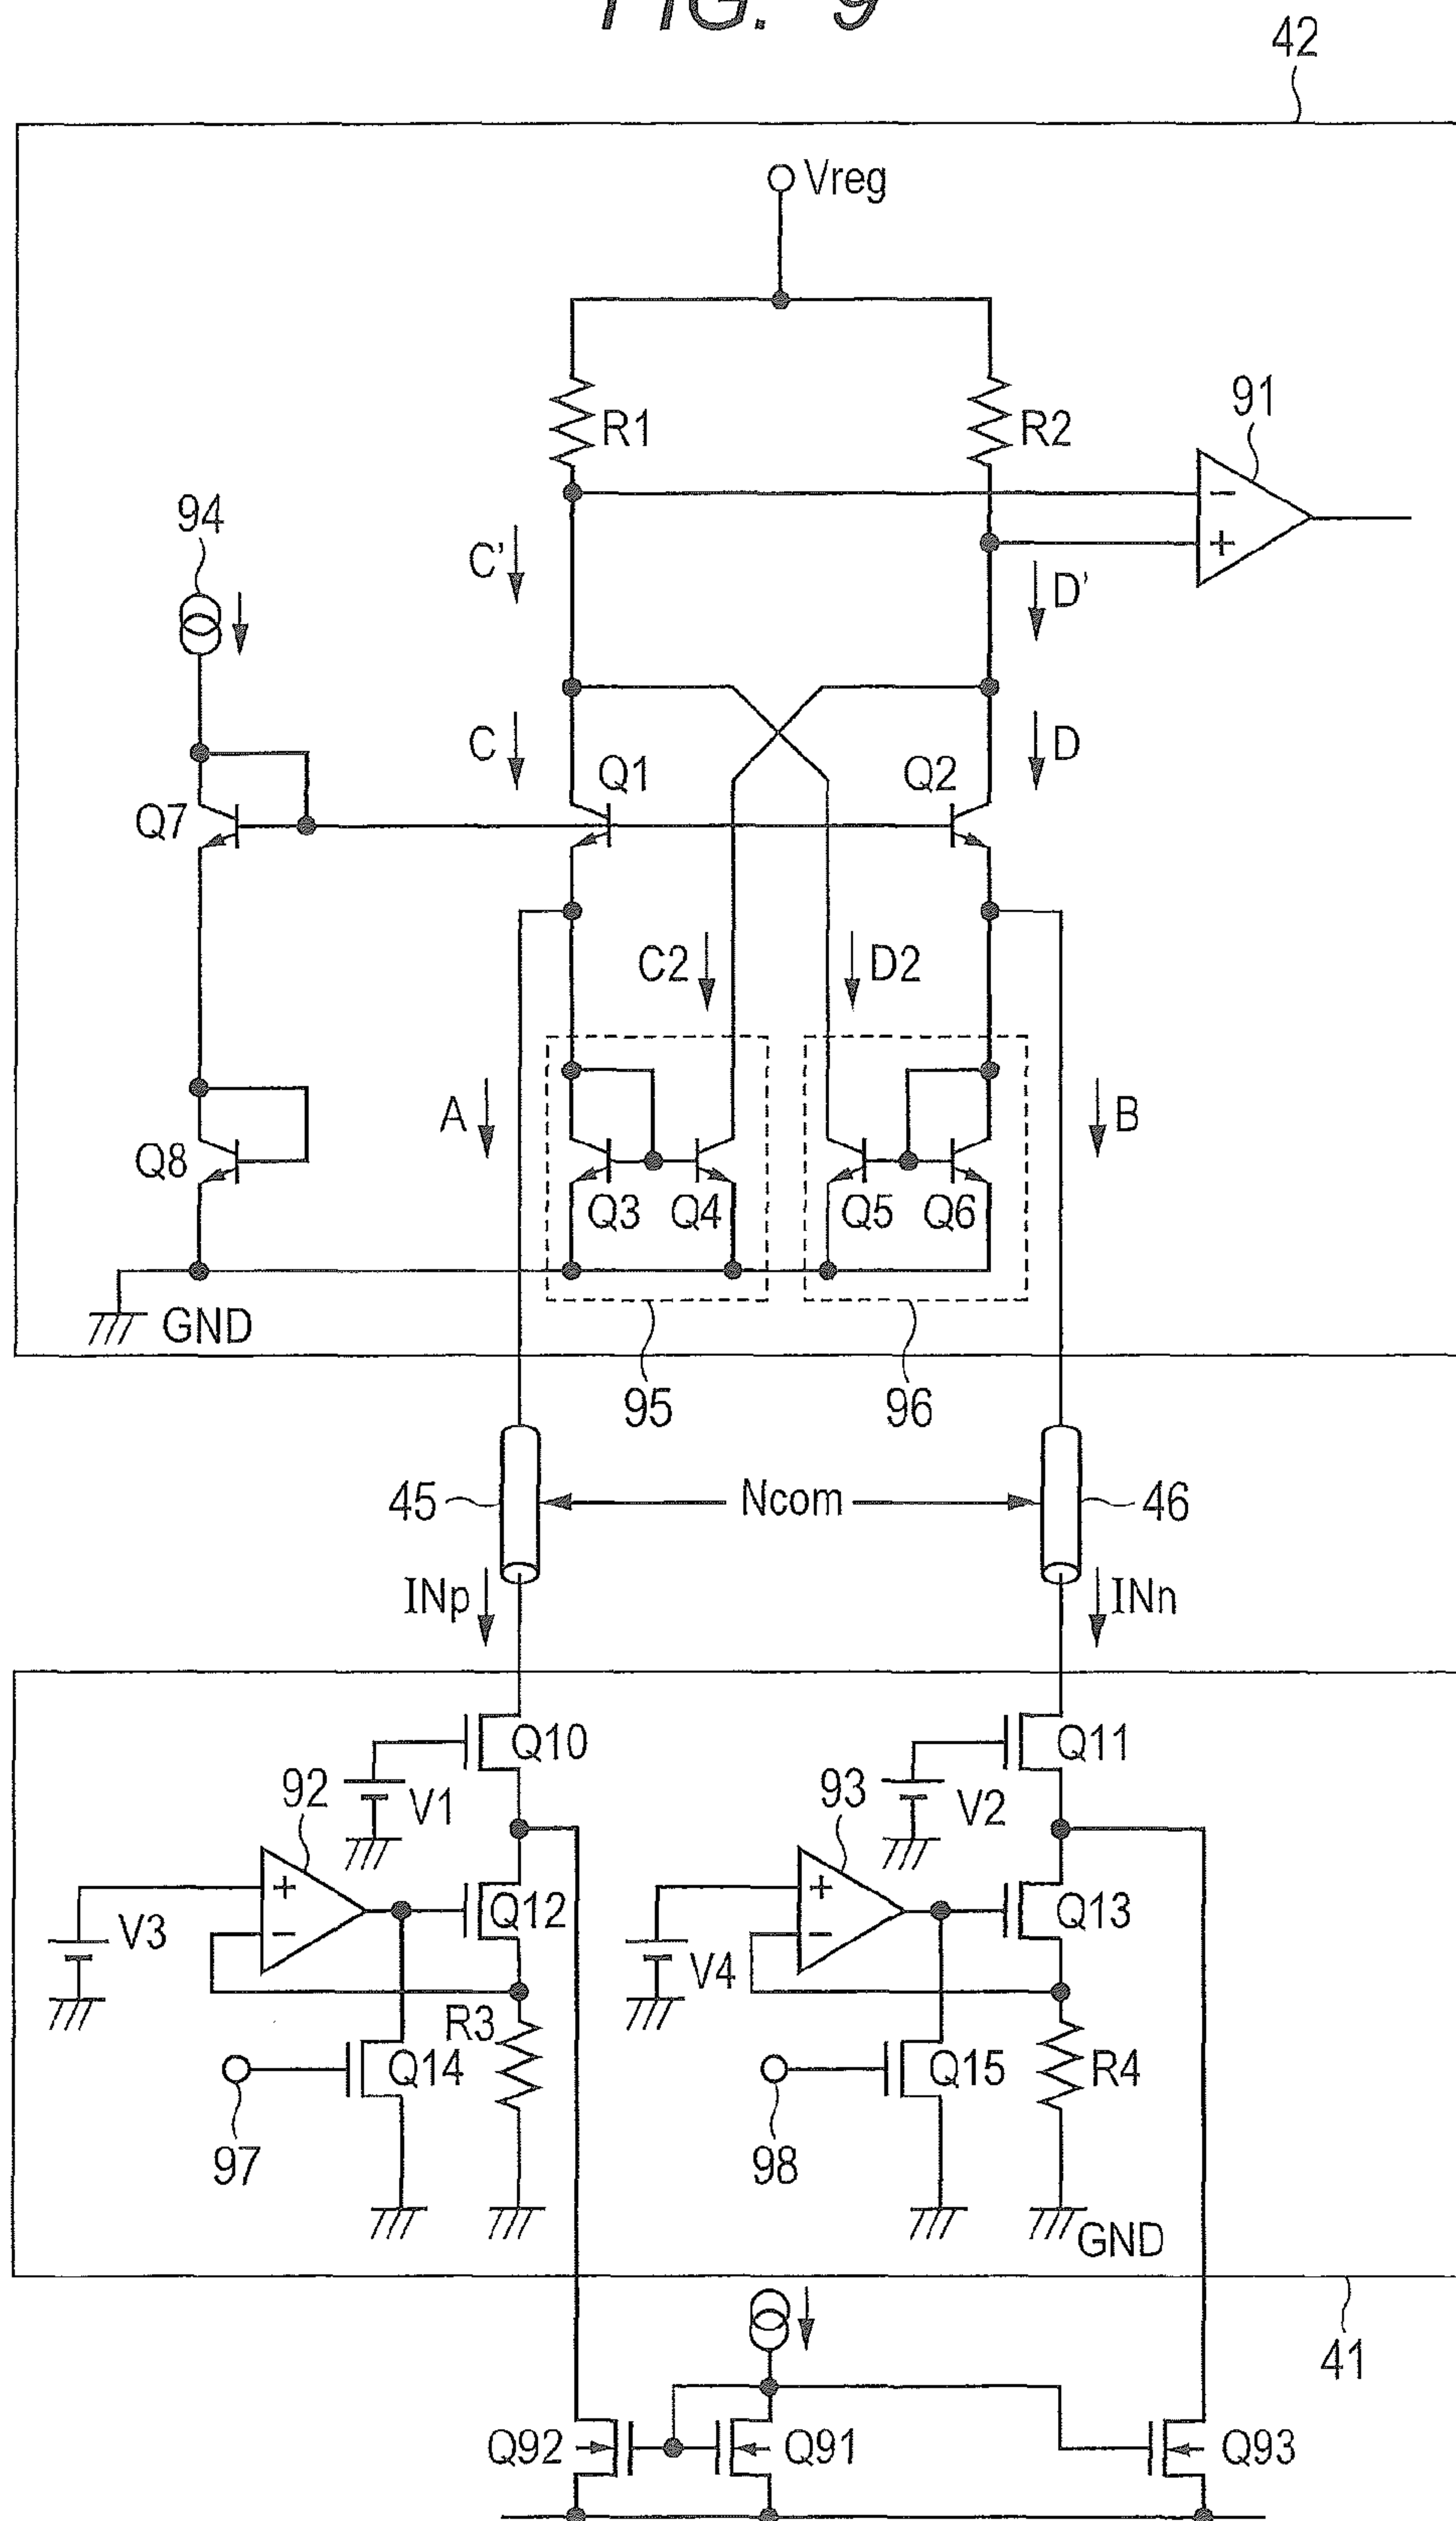 FIG. 9
42
Vreg
R1
R2
91
-
+
94
C'
D'
C
D
Q1
Q2
Q7
C2
D2
A
B
Q8
Q3
Q4
Q5
Q6
GND
95
96
45
Ncom
46
INp
INn
Q10
Q11
92
V1
93
V2
+
-
V3
Q12
+
-
V4
Q13
R3
Q14
Q15
R4
97
98
GND
41
Q92
Q91
Q93